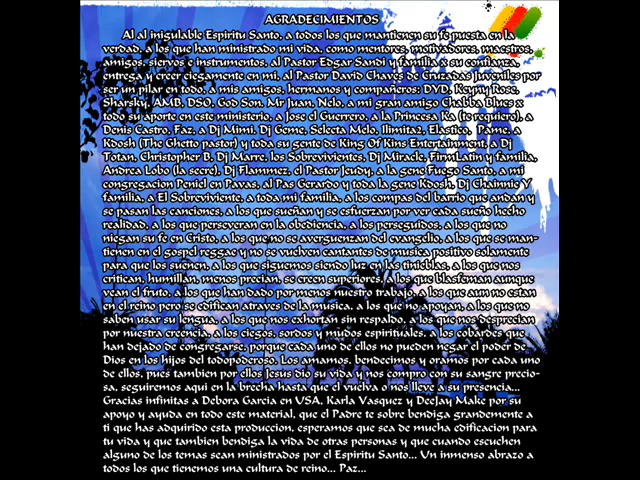 AGRADECIMIENTOS
Al al inigulable Espiritu Santo, a todos los que mantienen su fe puesta en la
verdad, a los que han ministrado mi vida, como mentores, motivadores, maestros,
amigos, siervos e instrumentos, al Pastor Edgar Sandi y familia x su confianza,
entrega y creer ciegamente en mi, al Pastor David Chaves de Cruzadas Juveniles por
ser un pilar en todo, a mis amigos, hermanos y compañeros: DYD, Keyny Rose,
Sharsky, AMB, DSO, God Son, Mr Juan, Nclo, a mi gran amigo Chabba Blues x
todo su aporte en este ministerio, a Jose el Guerrero, a la Princesa Ka (te requiero), a
Denis Castro, Faz, a Dj Mimi, Dj Geme, Selecta Melo, Ilimita2, Elastico, Pame, a
Kdosh (The Ghetto pastor) y toda su gente de King Of Kins Entertainment, a Dj
Totan, Christopher B, Dj Marre, los Sobrevivientes, Dj Miracle, FirmLatin y familia,
Andrea Lobo (la secre), Dj Flammez, el Pastor Jeudy, a la gene Fuego Santo, a mi
congregacion Peniel en Pavas, al Pas Gerardo y toda la gene Kdosh, Dj Chainnie Y
familia, a El Sobreviviente, a toda mi familia, a los compas del barrio que andan y
se pasan las canciones, a los que sueñan y se esfuerzan por ver cada sueño hecho
realidad, a los que perseveran en la obediencia, a los perseguidos, a los que no
niegan su fe en Cristo, a los que no se averguenzan del evangelio, a los que se man-
tienen en el gospel reggae y no se vuelven cantantes de musica positivo solamente
para que los suenen, a los que siguemos siendo luz en las tinieblas, a los que nos
critican, humillan, menos precian, se creen superiores, a los que blasfeman aunque
dan el fruto, a los que han dado por menos nuestro trabajo, a los que aun no estan
en el reino pero se edifican atraves de la musica, a los que no apoyan, a los que no
saben usar su lengua, a los que nos exhortan sin respaldo, a los que nos desprecian
por nuestra creencia, a los ciegos, sordos y mudos espirituales, a los cobardes que
han dejado de congregarse, porque cada uno de ellos no pueden negar el poder de
Dios en los hijos del todopoderoso. Los amamos, bendecimos y oramos por cada uno
de ellos, pues tambien por ellos Jesus dio su vida y nos compro con su sangre precio-
sa, seguiremos aqui en la brecha hasta que el vuelva o nos lleve a su presencia...
Gracias infinitas a Debora Garcia en USA, Karla Vasquez y DeeJay Make por su
apoyo y ayuda en todo este material, que el Padre te sobre bendiga grandemente a
ti que has adquirido esta produccion, esperamos que sea de mucha edificacion para
tu vida y que tambien bendiga la vida de otras personas y que cuando escuchen
alguno de los temas sean ministrados por el Espiritu Santo... Un inmenso abrazo a
todos los que tienemos una cultura de reino... Paz...